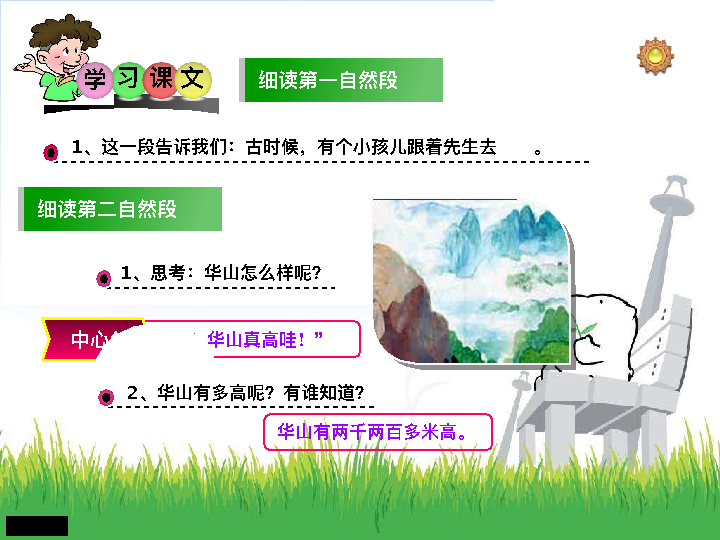 学习课文
细读第一自然段
1、这一段告诉我们：古时候，有个小孩儿跟着先生去　　。
细读第二自然段
1、思考：华山怎么样呢？
中心 华山真高哇！”
2、华山有多高呢？有谁知道？
华山有两千两百多米高。